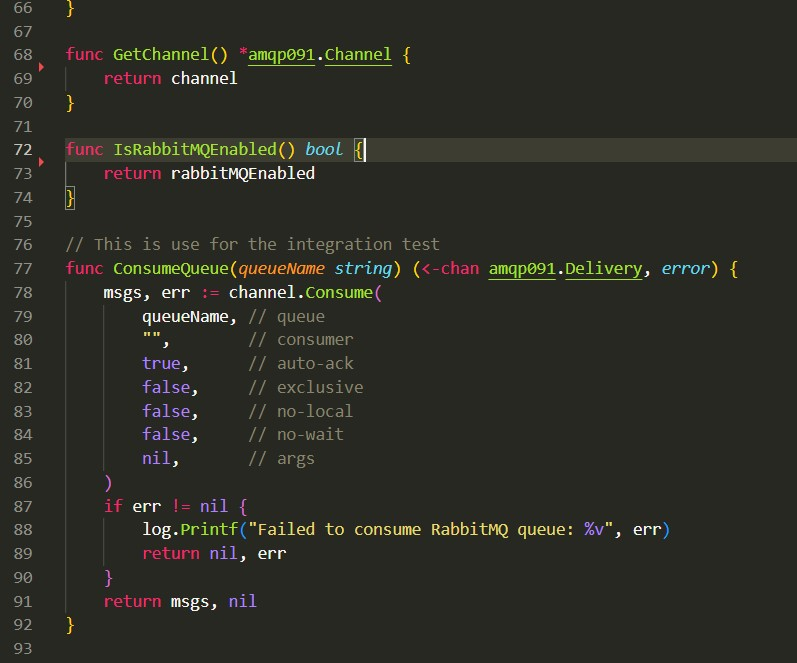 66 }
67
68 func GetChannel() *amqp091.Channel {
69     return channel
70 }
71
72 func IsRabbitMQEnabled() bool {
73     return rabbitMQEnabled
74 }
75
76 // This is use for the integration test
77 func ConsumeQueue(queueName string) (<-chan amqp091.Delivery, error) {
78     msgs, err := channel.Consume(
79         queueName, // queue
80         "",        // consumer
81         true,      // auto-ack
82         false,     // exclusive
83         false,     // no-local
84         false,     // no-wait
85         nil,       // args
86     )
87     if err != nil {
88         log.Printf("Failed to consume RabbitMQ queue: %v", err)
89         return nil, err
90     }
91     return msgs, nil
92 }
93